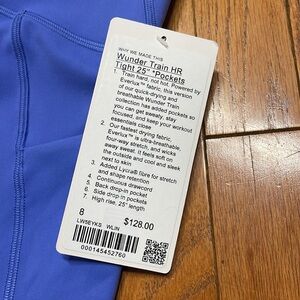 WHY WE MADE THIS
Wunder Train HR
Tight 25" *Pockets
1. Train hard, not hot. Powered by
Everlux™ fabric, this version
of our quick-drying and
breathable Wunder Train
collection has added pockets so
you can get sweaty, stay
focused, and keep your workout
essentials close
2. Our fastest drying fabric,
Everlux™ is ultra-breathable,
four-way stretch, and wicks
away sweat. It feels soft on
the outside and cool and sleek
next to skin
3. Added Lycra® fibre for stretch
and shape retention
4. Continuous drawcord
5. Back drop-in pocket
6. Side drop-in pockets
7. High rise, 25" length
8 $128.00
LW5EYKS WLIN
000145452760